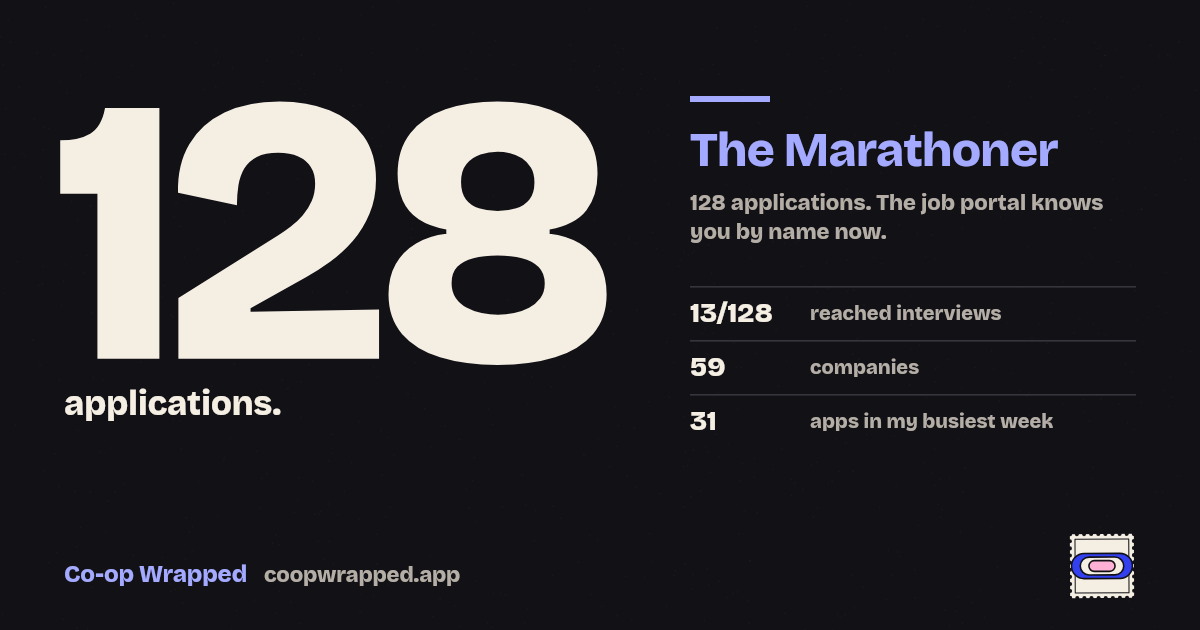 128
applications.
The Marathoner
128 applications. The job portal knows
you by name now.
13/128 reached interviews
59 companies
31 apps in my busiest week
Co-op Wrapped coopwrapped.app